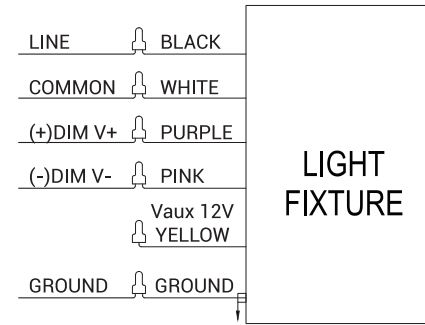 LINE BLACK
COMMON WHITE
(+)DIM V+ PURPLE
(-)DIM V- PINK
Vaux 12V
YELLOW
GROUND GROUND
LIGHT
FIXTURE